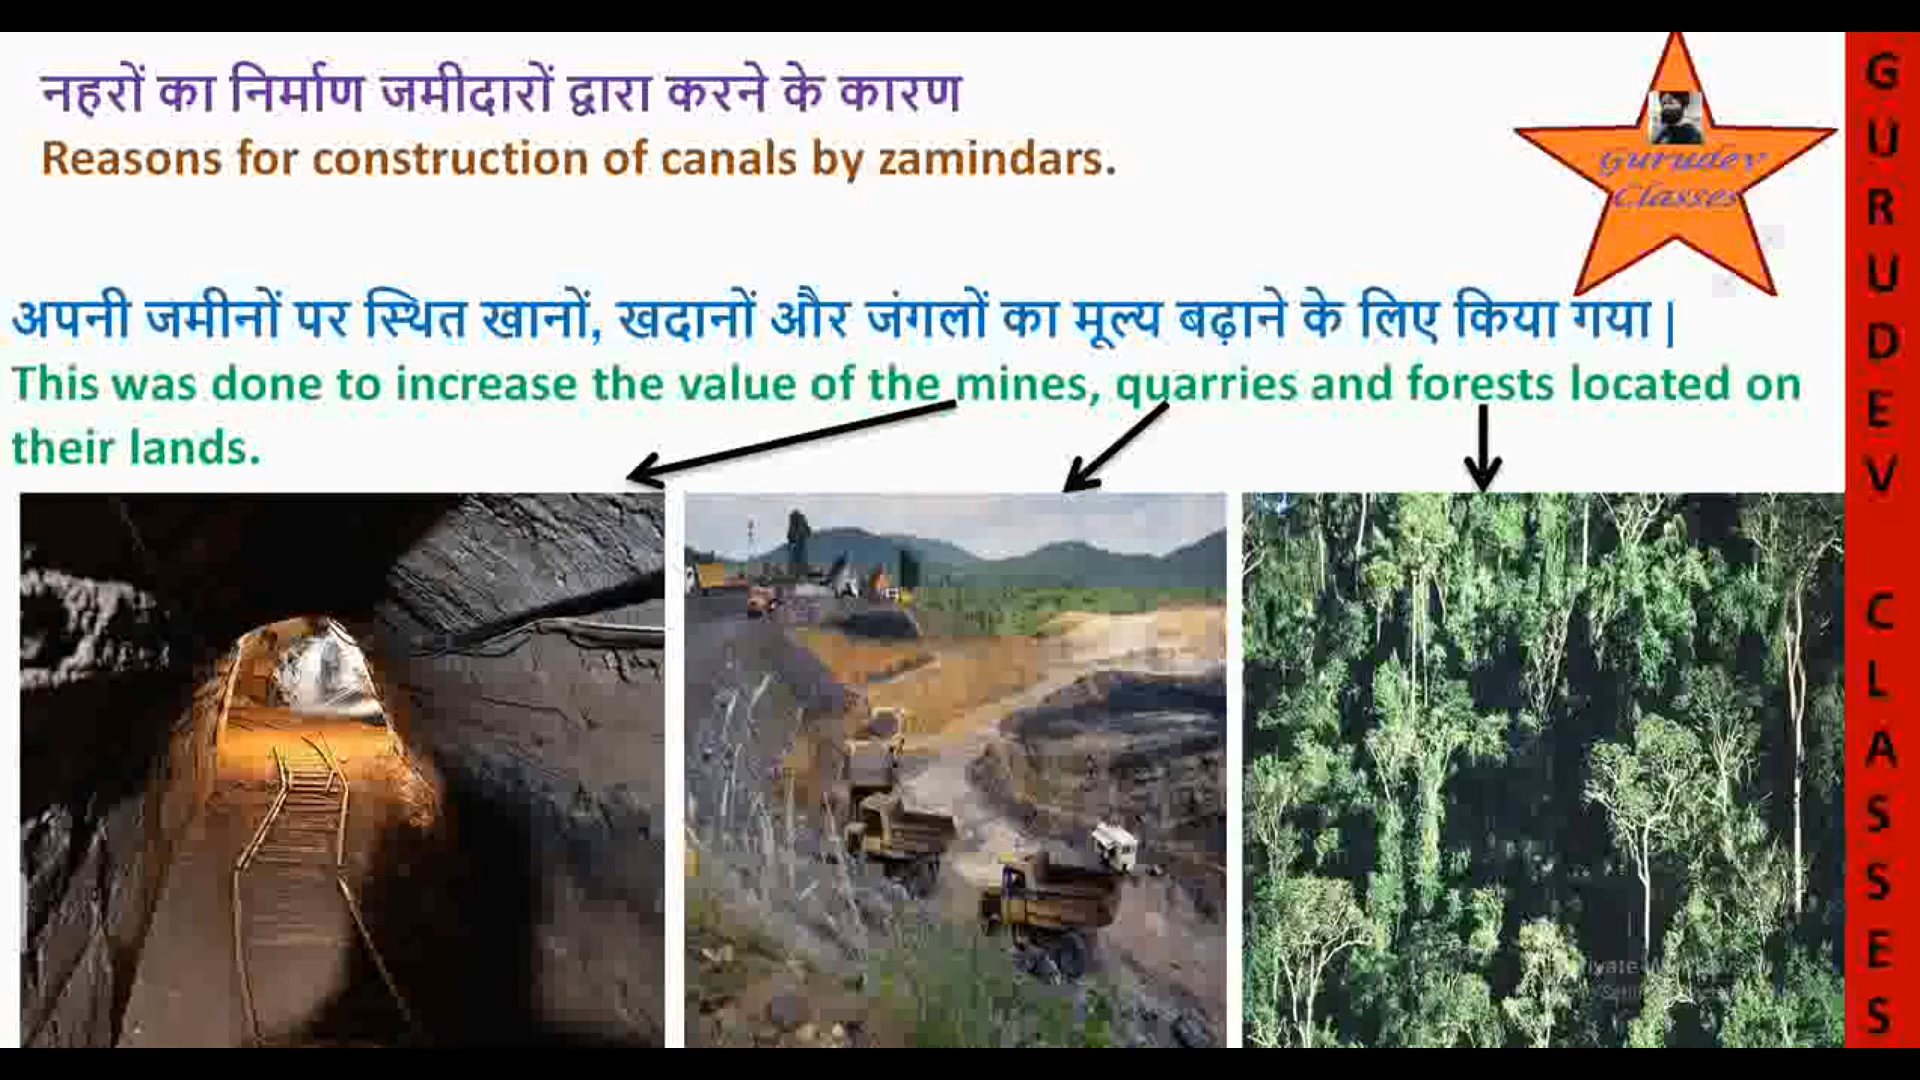 नहरों का निर्माण जमीदारों द्वारा करने के कारण
Reasons for construction of canals by zamindars.
Gurudev
Classes
अपनी जमीनों पर स्थित खानों, खदानों और जंगलों का मूल्य बढ़ाने के लिए किया गया |
This was done to increase the value of the mines, quarries and forests located on
their lands.
GURUDEV CLASSES